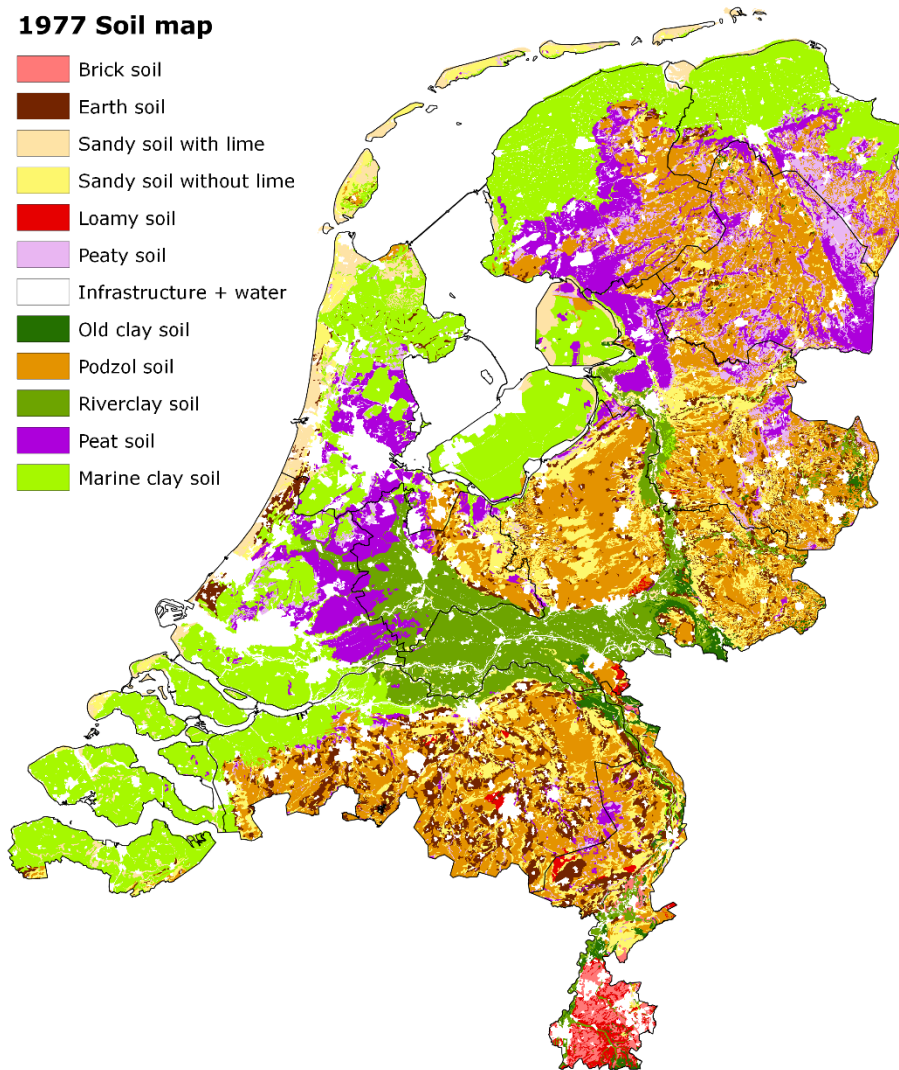 1977 Soil map
Brick soil
Earth soil
Sandy soil with lime
Sandy soil without lime
Loamy soil
Peaty soil
Infrastructure + water
Old clay soil
Podzol soil
Riverclay soil
Peat soil
Marine clay soil